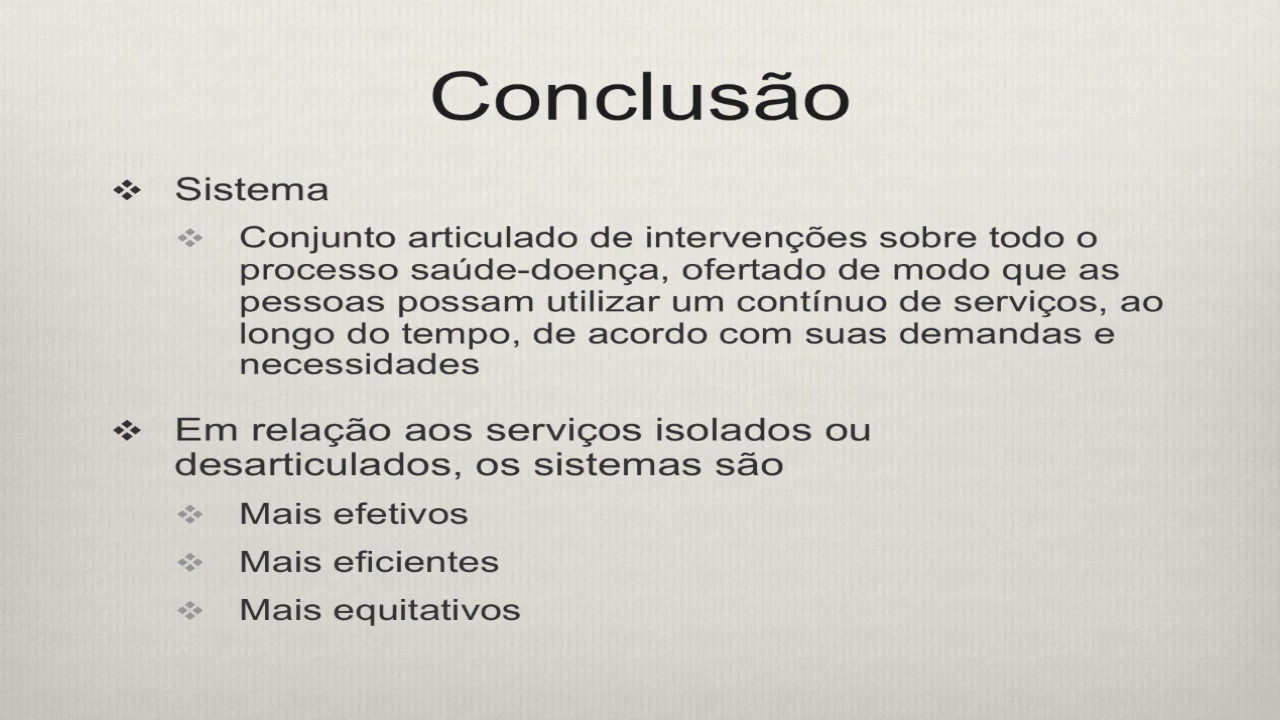 Conclusão
Sistema
Conjunto articulado de intervenções sobre todo o
processo saúde-doença, ofertado de modo que as
pessoas possam utilizar um contínuo de serviços, ao
longo do tempo, de acordo com suas demandas e
necessidades
Em relação aos serviços isolados ou
desarticulados, os sistemas são
Mais efetivos
Mais eficientes
Mais equitativos